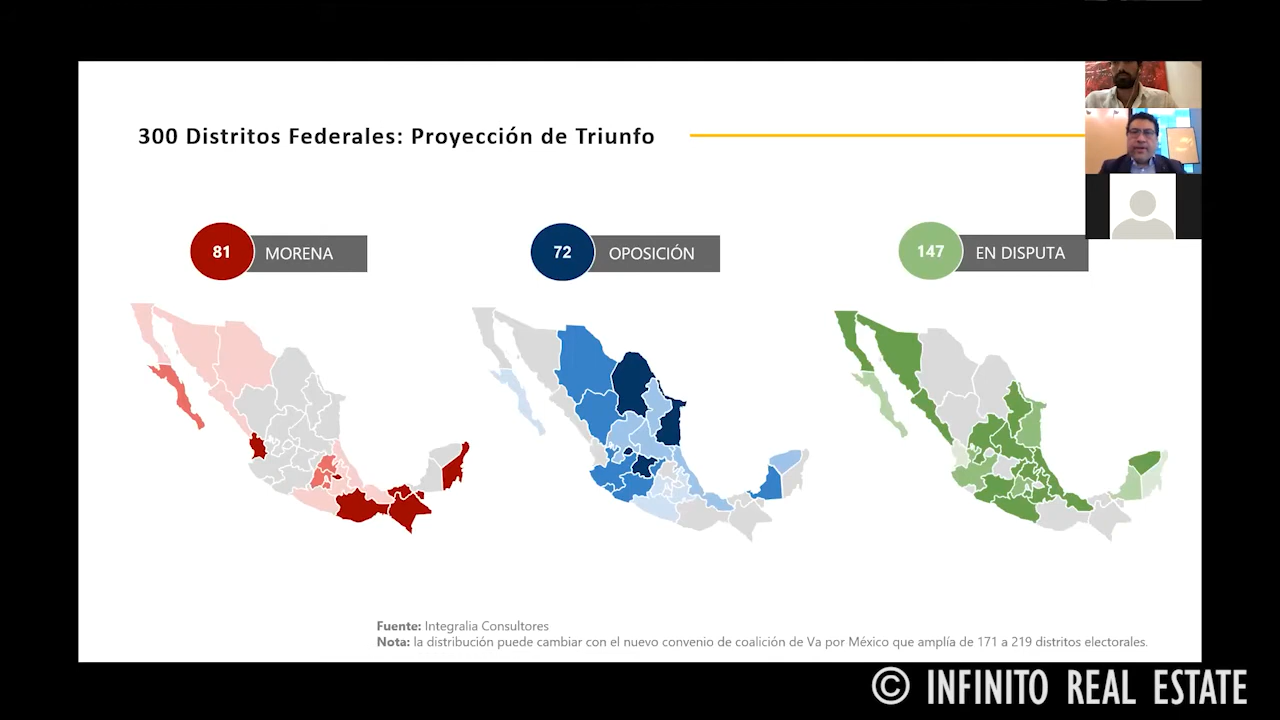 300 Distritos Federales: Proyección de Triunfo
81 MORENA
72 OPOSICIÓN
147 EN DISPUTA
Fuente: Integralia Consultores
Nota: la distribución puede cambiar con el nuevo convenio de coalición de Va por México que amplía de 171 a 219 distritos electorales.
© INFINITO REAL ESTATE